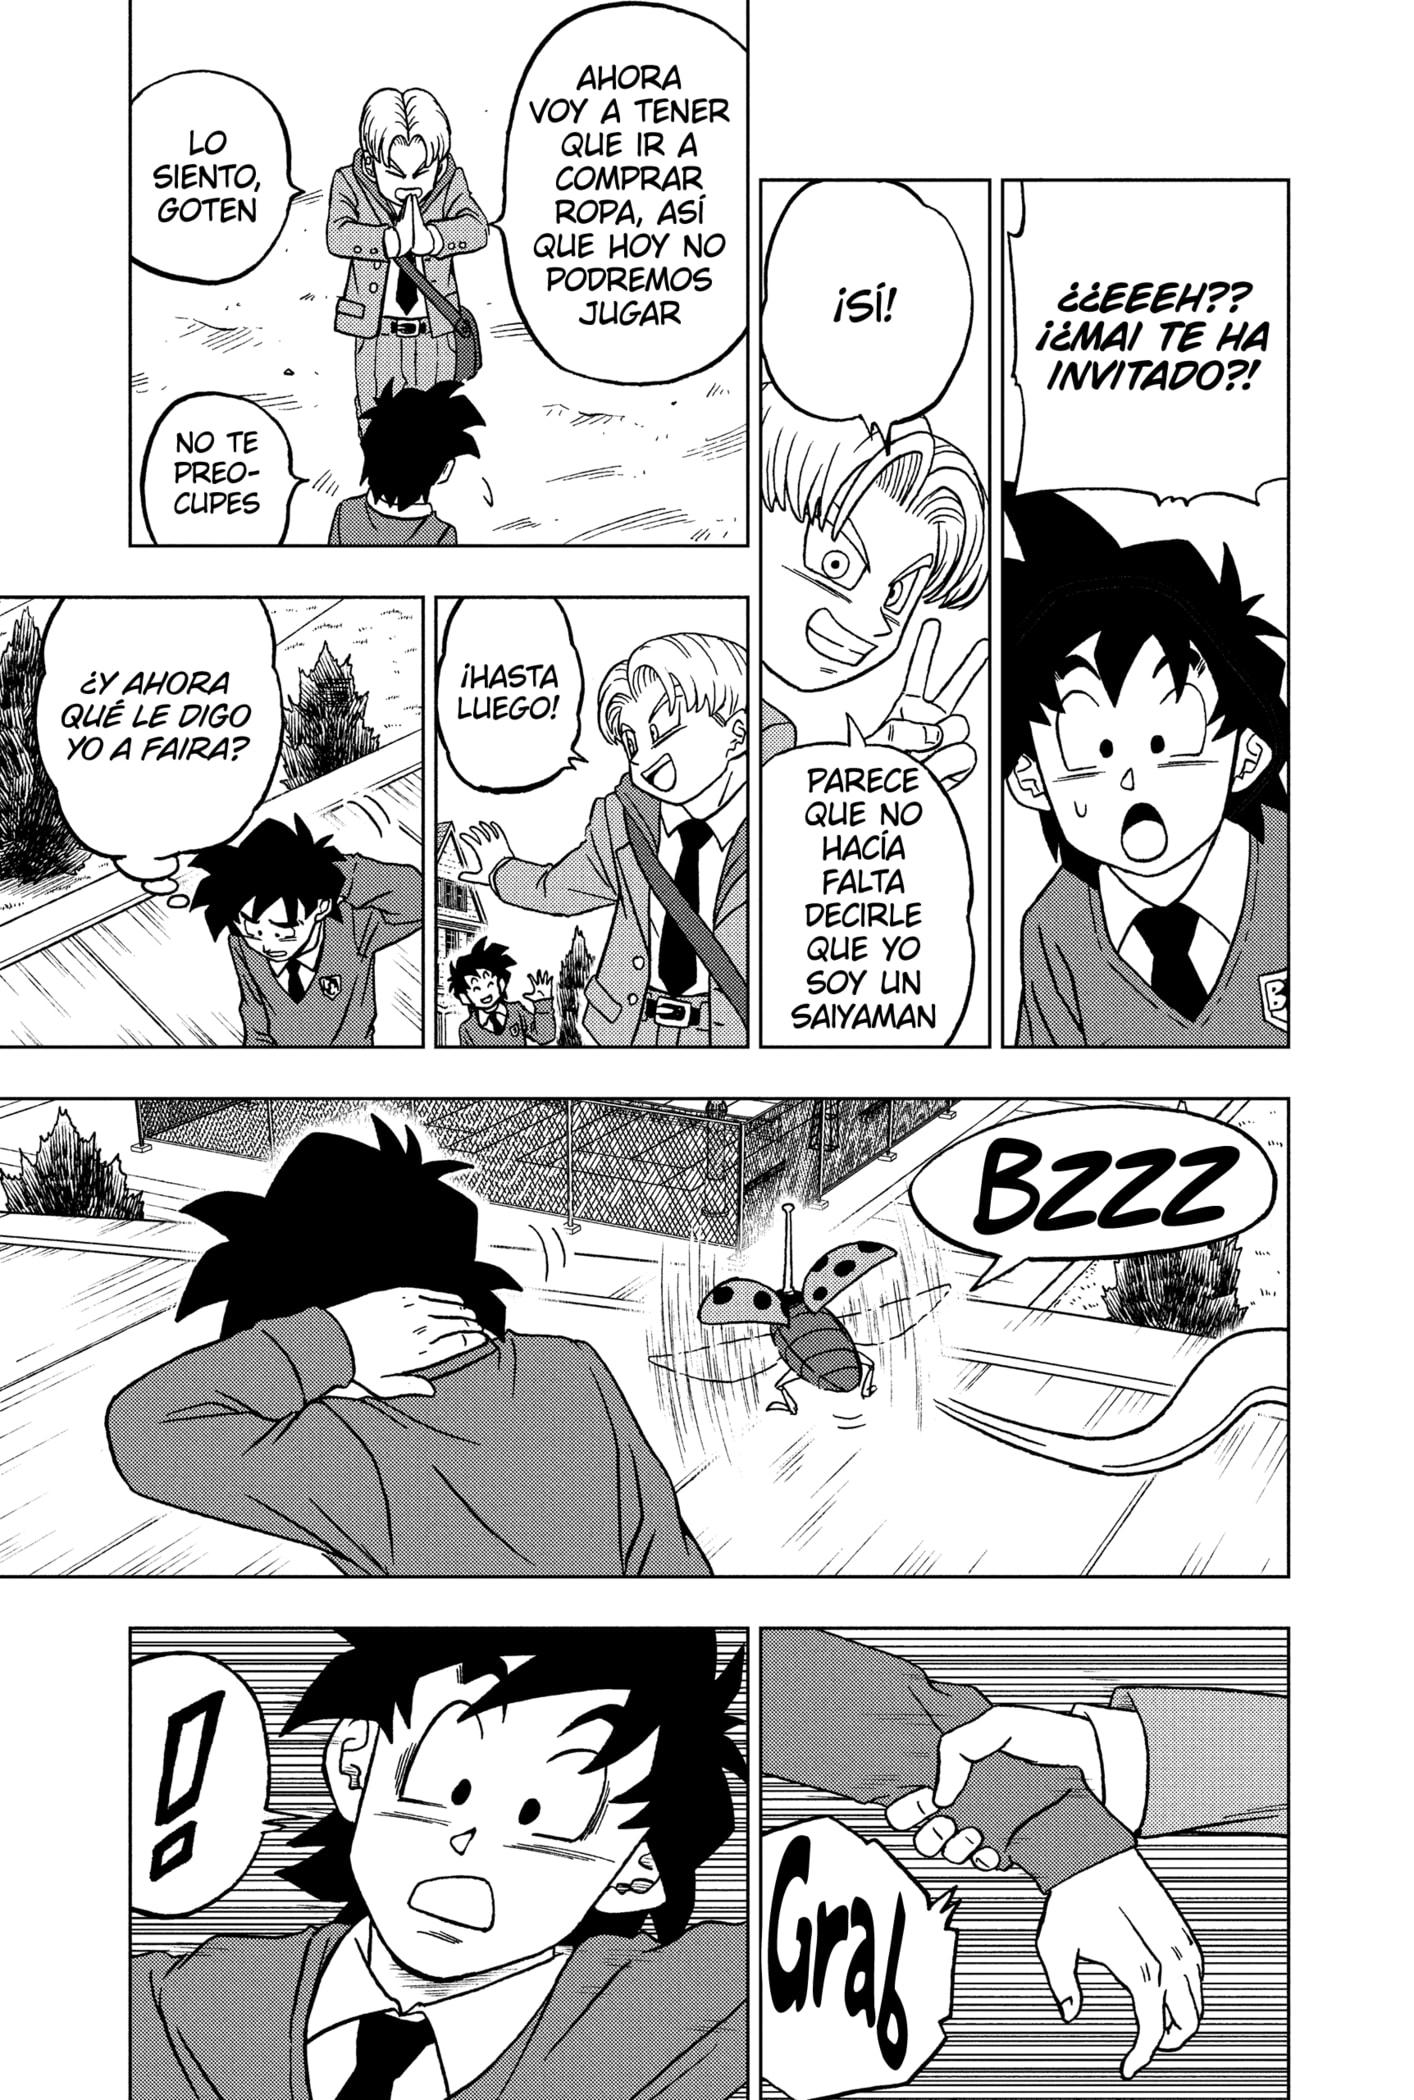 ¿¿EEEH??
¡¿MAI TE HA
INVITADO?!
¡SÍ!
PARECE
QUE NO
HACÍA
FALTA
DECIRLE
QUE YO
SOY UN
SAIYAMAN
AHORA
VOY A TENER
QUE IR A
COMPRAR
ROPA, ASÍ
QUE HOY NO
PODREMOS
JUGAR
LO
SIENTO,
GOTEN
NO TE
PREO-
CUPES
¡HASTA
LUEGO!
¿Y AHORA
QUÉ LE DIGO
YO A FAIRA?
BZZZ
Grab
!